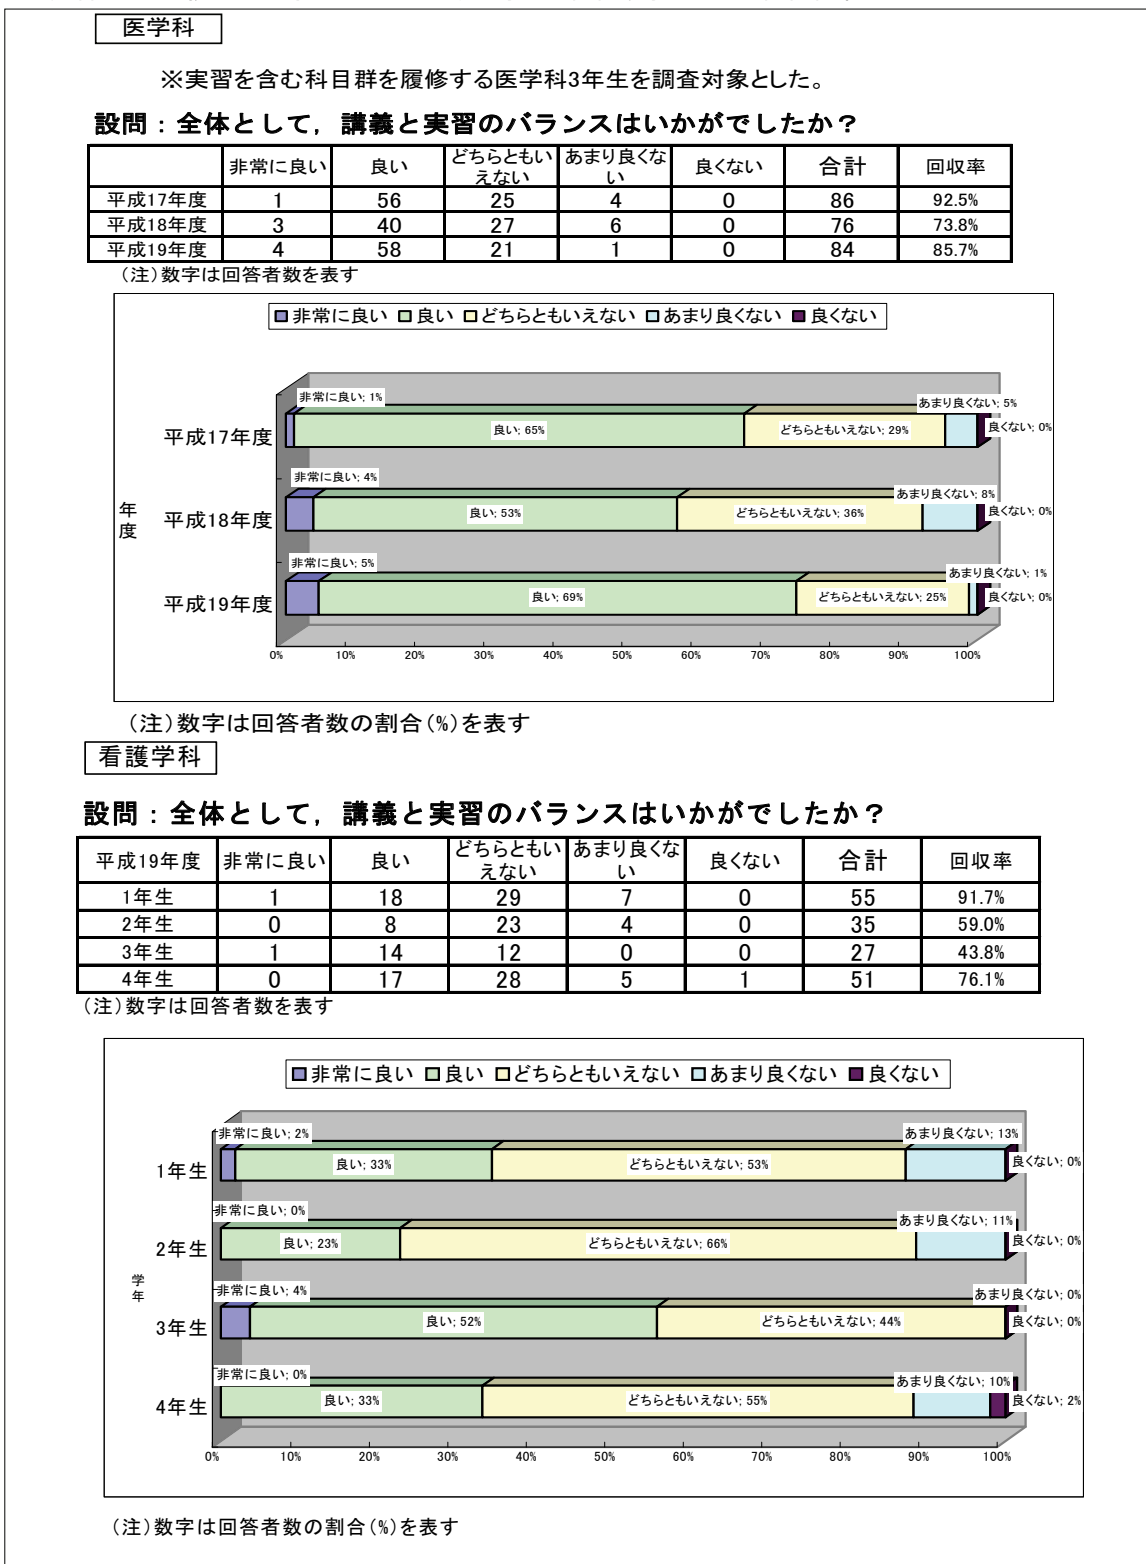 医学科
※実習を含む科目群を履修する医学科3年生を調査対象とした。
設問：全体として，講義と実習のバランスはいかがでしたか？
非常に良い 良い どちらともいえない あまり良くない 良くない 合計 回収率
平成17年度 1 56 25 4 0 86 92.5%
平成18年度 3 40 27 6 0 76 73.8%
平成19年度 4 58 21 1 0 84 85.7%
（注）数字は回答者数を表す
非常に良い 良い どちらともいえない あまり良くない 良くない
年度
平成17年度 非常に良い; 1% 良い; 65% どちらともいえない; 29% あまり良くない; 5% 良くない; 0%
平成18年度 非常に良い; 4% 良い; 53% どちらともいえない; 36% あまり良くない; 8% 良くない; 0%
平成19年度 非常に良い; 5% 良い; 69% どちらともいえない; 25% あまり良くない; 1% 良くない; 0%
0% 10% 20% 30% 40% 50% 60% 70% 80% 90% 100%
（注）数字は回答者数の割合（%）を表す
看護学科
設問：全体として，講義と実習のバランスはいかがでしたか？
平成19年度 非常に良い 良い どちらともいえない あまり良くない 良くない 合計 回収率
1年生 1 18 29 7 0 55 91.7%
2年生 0 8 23 4 0 35 59.0%
3年生 1 14 12 0 0 27 43.8%
4年生 0 17 28 5 1 51 76.1%
（注）数字は回答者数を表す
非常に良い 良い どちらともいえない あまり良くない 良くない
学年
1年生 非常に良い; 2% 良い; 33% どちらともいえない; 53% あまり良くない; 13% 良くない; 0%
2年生 非常に良い; 0% 良い; 23% どちらともいえない; 66% あまり良くない; 11% 良くない; 0%
3年生 非常に良い; 4% 良い; 52% どちらともいえない; 44% あまり良くない; 0% 良くない; 0%
4年生 非常に良い; 0% 良い; 33% どちらともいえない; 55% あまり良くない; 10% 良くない; 2%
0% 10% 20% 30% 40% 50% 60% 70% 80% 90% 100%
（注）数字は回答者数の割合（%）を表す